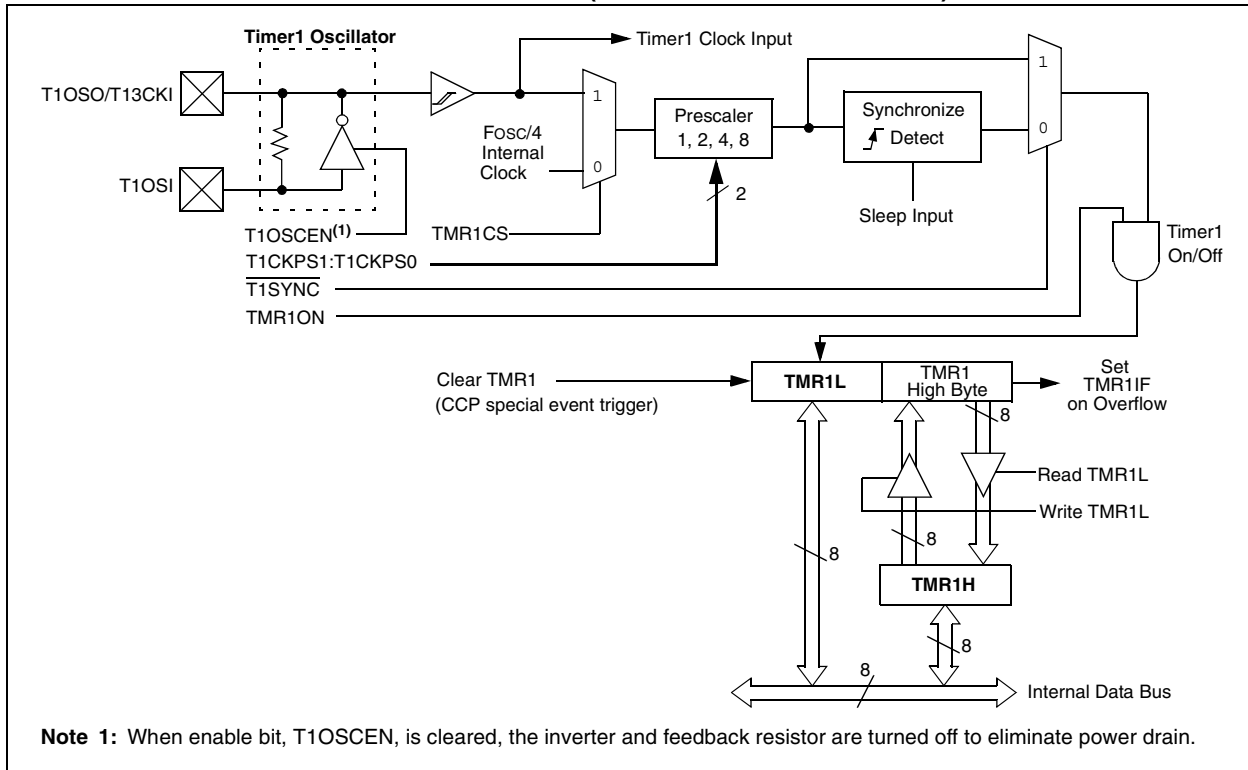 Timer1 Oscillator
Timer1 Clock Input
T1OSO/T13CKI
1
1
FOSC/4
Internal
Clock
0
Prescaler
1, 2, 4, 8
Synchronize
Detect
0
T1OSI
2
Sleep Input
T1OSCEN(1)
TMR1CS
Timer1
On/Off
T1CKPS1:T1CKPS0
T1SYNC
TMR1ON
Clear TMR1
(CCP special event trigger)
TMR1L
TMR1
High Byte
Set
TMR1IF
on Overflow
8
Read TMR1L
Write TMR1L
8
8
TMR1H
8
8
Internal Data Bus
Note 1: When enable bit, T1OSCEN, is cleared, the inverter and feedback resistor are turned off to eliminate power drain.